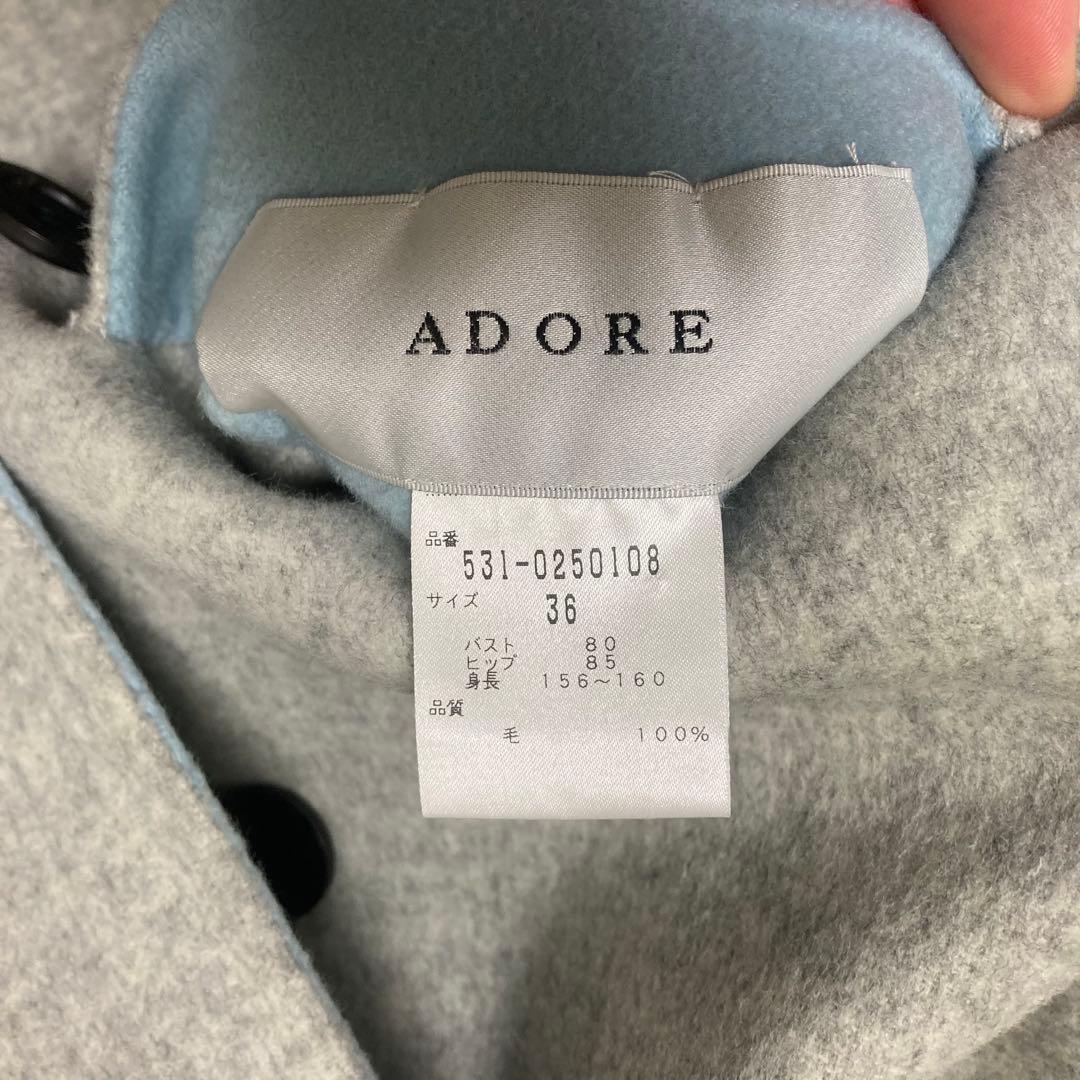 ADORE
品番
531-0250108
サイズ 36
バスト 80
ヒップ 85
身長 156～160
品質
毛 100%